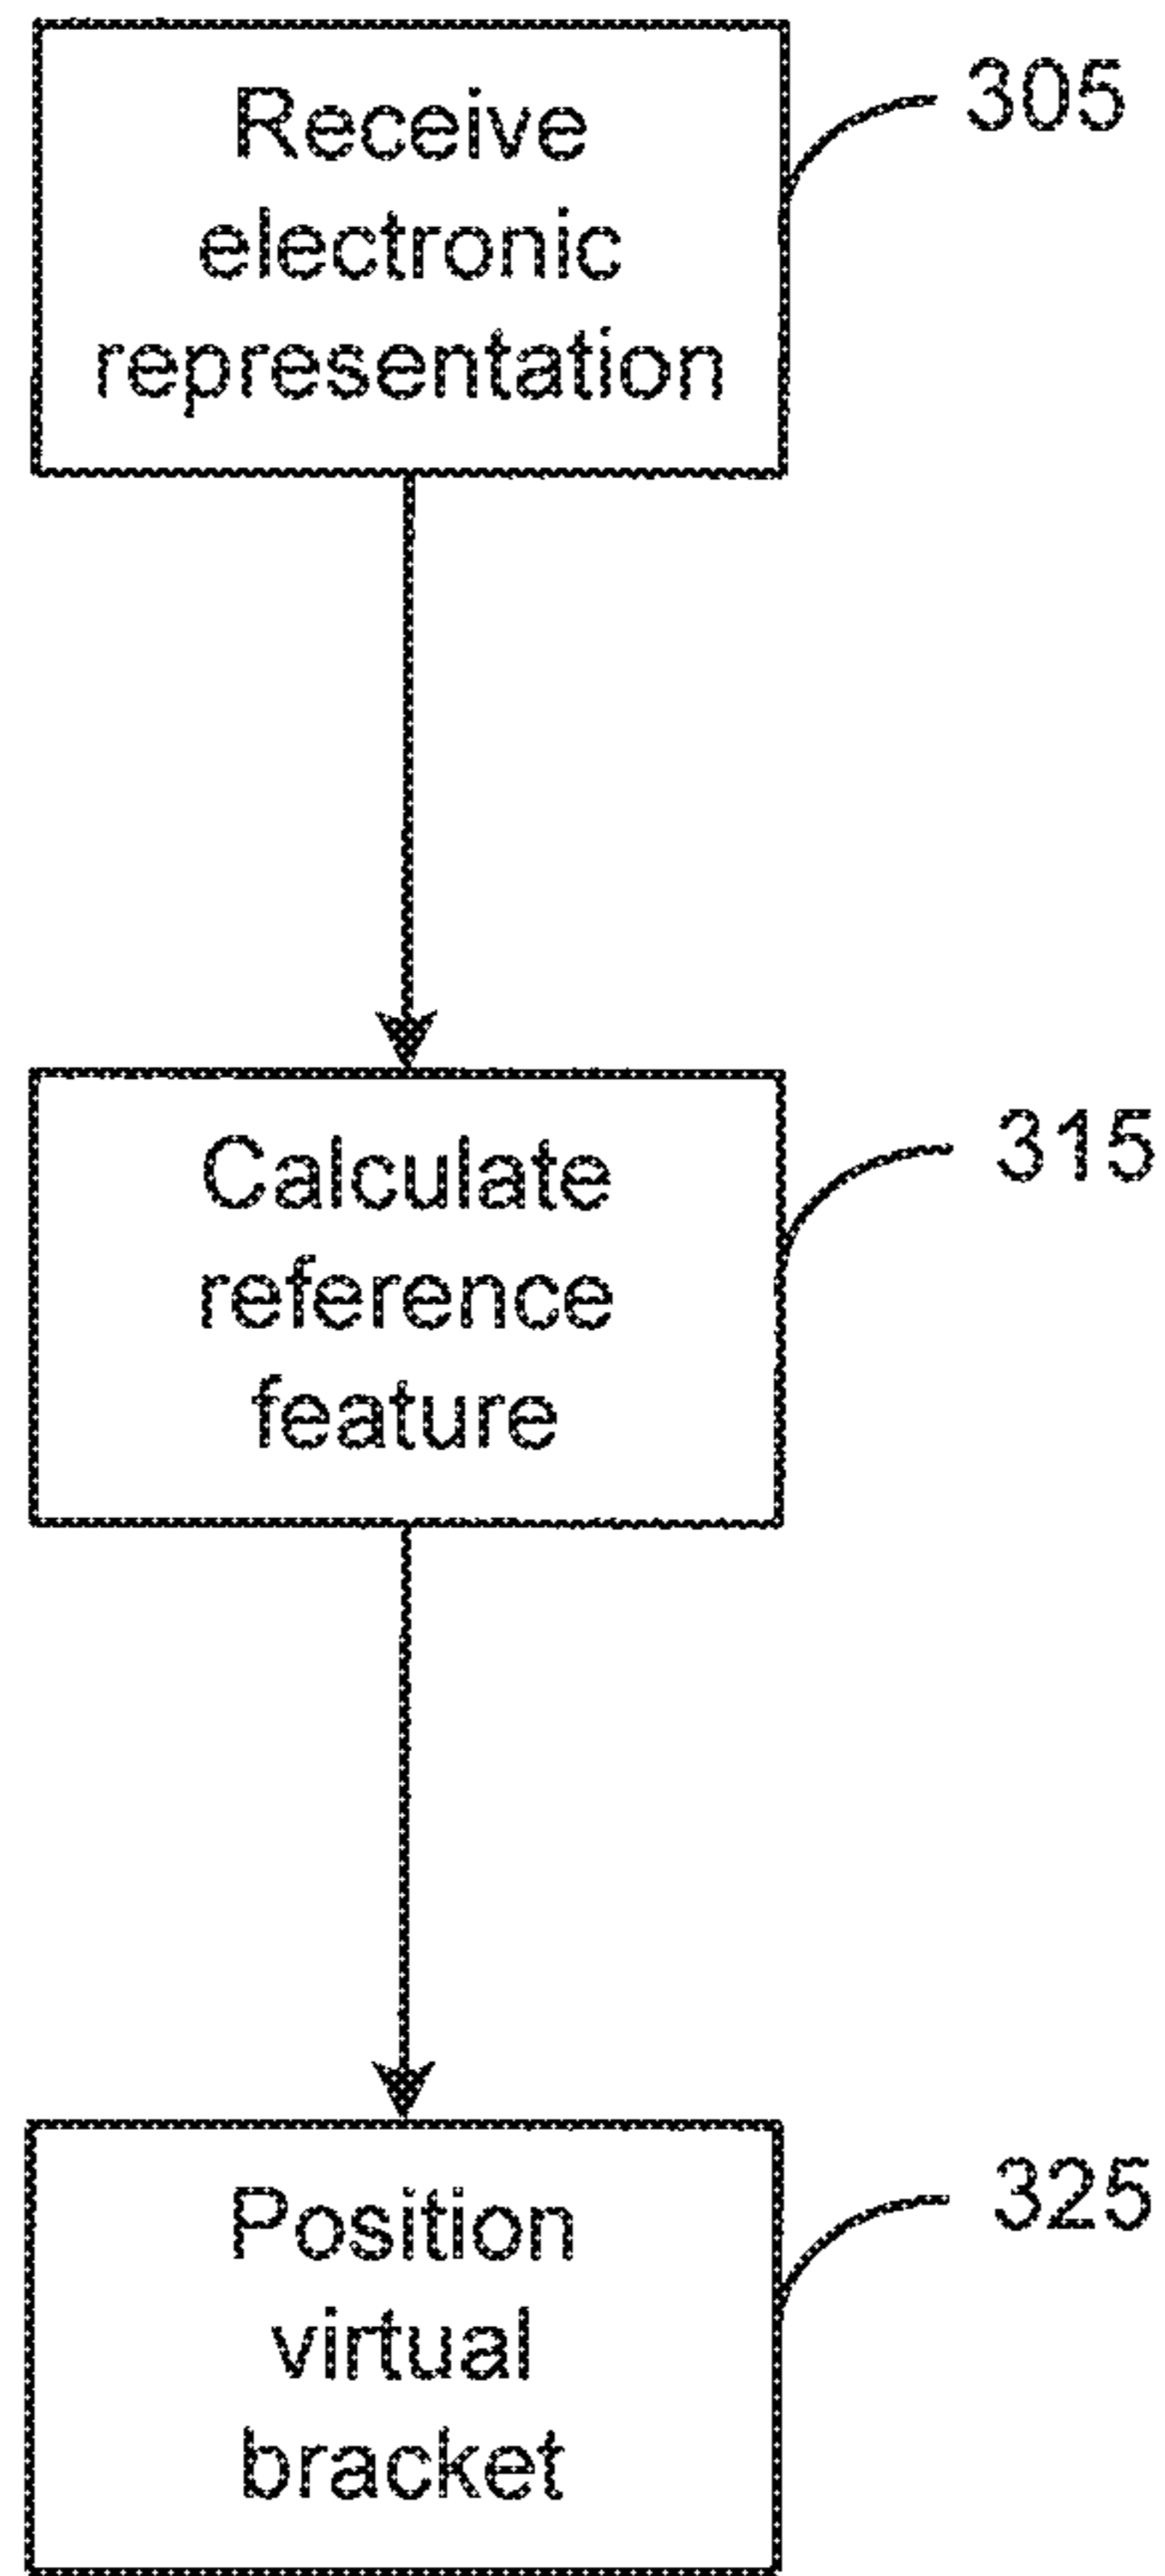 Receive
electronic
representation
305
Calculate
reference
feature
315
Position
virtual
bracket
325